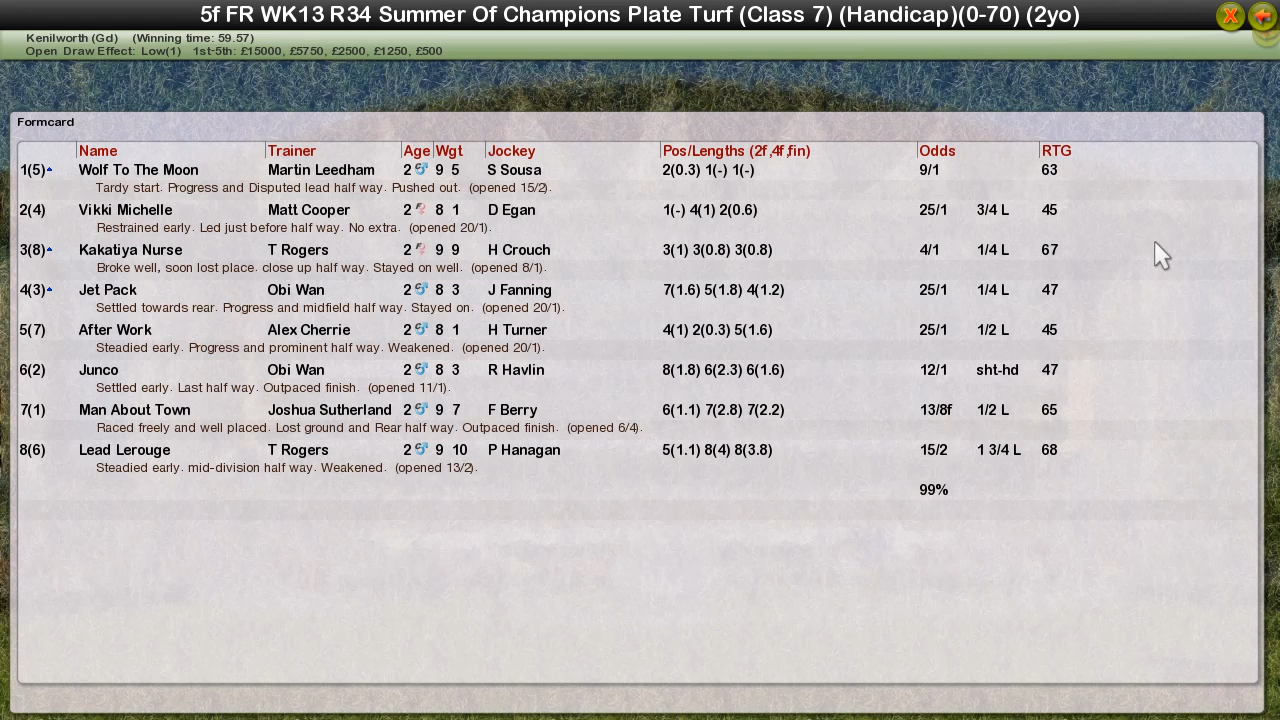 5f FR WK13 R34 Summer Of Champions Plate Turf (Class 7) (Handicap)(0-70) (2yo)
Kenilworth (Gd) (Winning time: 59.57)
Open Draw Effect: Low(1) 1st-5th: £15000, £5750, £2500, £1250, £500
Formcard
Name Trainer Age Wgt Jockey Pos/Lengths (2f,4f,fin) Odds RTG
1(5) Wolf To The Moon Martin Leedham 2 9 5 S Sousa 2(0.3) 1(-) 1(-) 9/1 63
Tardy start. Progress and Disputed lead half way. Pushed out. (opened 15/2).
2(4) Vikki Michelle Matt Cooper 2 8 1 D Egan 1(-) 4(1) 2(0.6) 25/1 3/4 L 45
Restrained early. Led just before half way. No extra. (opened 20/1).
3(8) Kakatiya Nurse T Rogers 2 9 9 H Crouch 3(1) 3(0.8) 3(0.8) 4/1 1/4 L 67
Broke well, soon lost place. close up half way. Stayed on well. (opened 8/1).
4(3) Jet Pack Obi Wan 2 8 3 J Fanning 7(1.6) 5(1.8) 4(1.2) 25/1 1/4 L 47
Settled towards rear. Progress and midfield half way. Stayed on. (opened 20/1).
5(7) After Work Alex Cherrie 2 8 1 H Turner 4(1) 2(0.3) 5(1.6) 25/1 1/2 L 45
Steadied early. Progress and prominent half way. Weakened. (opened 20/1).
6(2) Junco Obi Wan 2 8 3 R Havlin 8(1.8) 6(2.3) 6(1.6) 12/1 sht-hd 47
Settled early. Last half way. Outpaced finish. (opened 11/1).
7(1) Man About Town Joshua Sutherland 2 9 7 F Berry 6(1.1) 7(2.8) 7(2.2) 13/8f 1/2 L 65
Raced freely and well placed. Lost ground and Rear half way. Outpaced finish. (opened 6/4).
8(6) Lead Lerouge T Rogers 2 9 10 P Hanagan 5(1.1) 8(4) 8(3.8) 15/2 1 3/4 L 68
Steadied early. mid-division half way. Weakened. (opened 13/2).
99%